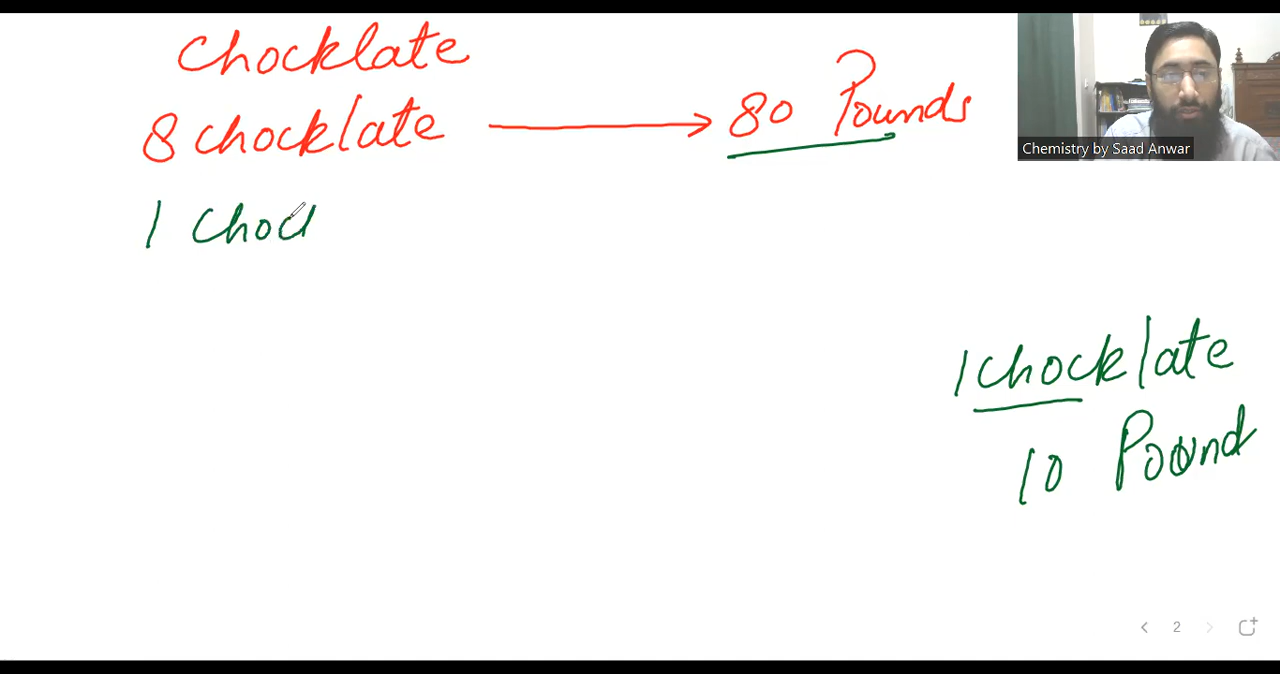 Chocklate
8 chocklate → 80 Pounds
1 Choc
1 chocklate
10 Pound
Chemistry by Saad Anwar
2